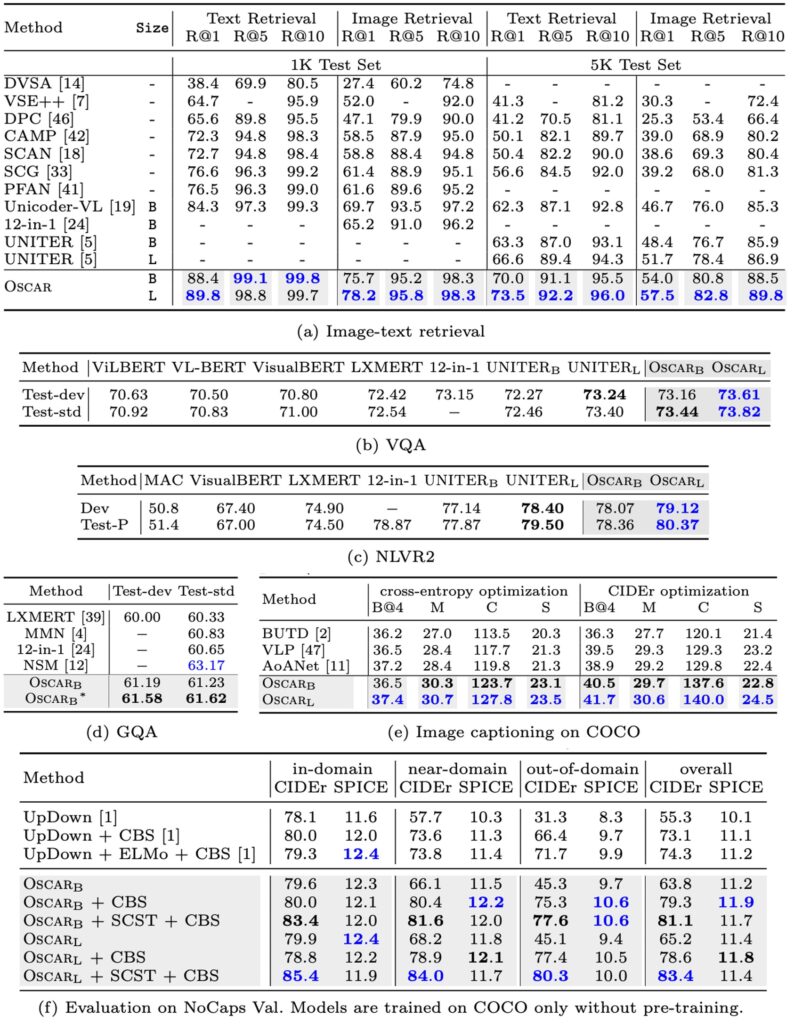 Method Size Text Retrieval Image Retrieval Text Retrieval Image Retrieval
R@1 R@5 R@10 R@1 R@5 R@10 R@1 R@5 R@10 R@1 R@5 R@10
1K Test Set 5K Test Set
DVSA [14] - 38.4 69.9 80.5 27.4 60.2 74.8 - - - - - -
VSE++ [7] - 64.7 - 95.9 52.0 - 92.0 41.3 - 81.2 30.3 - 72.4
DPC [46] - 65.6 89.8 95.5 47.1 79.9 90.0 41.2 70.5 81.1 25.3 53.4 66.4
CAMP [42] - 72.3 94.8 98.3 58.5 87.9 95.0 50.1 82.1 89.7 39.0 68.9 80.2
SCAN [18] - 72.7 94.8 98.4 58.8 88.4 94.8 50.4 82.2 90.0 38.6 69.3 80.4
SCG [33] - 76.6 96.3 99.2 61.4 88.9 95.1 56.6 84.5 92.0 39.2 68.0 81.3
PFAN [41] - 76.5 96.3 99.0 61.6 89.6 95.2 - - - - - -
Unicoder-VL [19] B 84.3 97.3 99.3 69.7 93.5 97.2 62.3 87.1 92.8 46.7 76.0 85.3
12-in-1 [24] B - - - 65.2 91.0 96.2 - - - - - -
UNITER [5] B - - - - - - 63.3 87.0 93.1 48.4 76.7 85.9
UNITER [5] L - - - - - - 66.6 89.4 94.3 51.7 78.4 86.9
OSCAR B 88.4 99.1 99.8 75.7 95.2 98.3 70.0 91.1 95.5 54.0 80.8 88.5
L 89.8 98.8 99.7 78.2 95.8 98.3 73.5 92.2 96.0 57.5 82.8 89.8
(a) Image-text retrieval
Method ViLBERT VL-BERT VisualBERT LXMERT 12-in-1 UNITERB UNITERL OSCARB OSCARL
Test-dev 70.63 70.50 70.80 72.42 73.15 72.27 73.24 73.16 73.61
Test-std 70.92 70.83 71.00 72.54 – 72.46 73.40 73.44 73.82
(b) VQA
Method MAC VisualBERT LXMERT 12-in-1 UNITERB UNITERL OSCARB OSCARL
Dev 50.8 67.40 74.90 – 77.14 78.40 78.07 79.12
Test-P 51.4 67.00 74.50 78.87 77.87 79.50 78.36 80.37
(c) NLVR2
Method Test-dev Test-std
LXMERT [39] 60.00 60.33
MMN [4] – 60.83
12-in-1 [24] – 60.65
NSM [12] – 63.17
OSCARB 61.19 61.23
OSCARB* 61.58 61.62
(d) GQA
Method cross-entropy optimization CIDEr optimization
B@4 M C S B@4 M C S
BUTD [2] 36.2 27.0 113.5 20.3 36.3 27.7 120.1 21.4
VLP [47] 36.5 28.4 117.7 21.3 39.5 29.3 129.3 23.2
AoANet [11] 37.2 28.4 119.8 21.3 38.9 29.2 129.8 22.4
OSCARB 36.5 30.3 123.7 23.1 40.5 29.7 137.6 22.8
OSCARL 37.4 30.7 127.8 23.5 41.7 30.6 140.0 24.5
(e) Image captioning on COCO
Method in-domain near-domain out-of-domain overall
CIDEr SPICE CIDEr SPICE CIDEr SPICE CIDEr SPICE
UpDown [1] 78.1 11.6 57.7 10.3 31.3 8.3 55.3 10.1
UpDown + CBS [1] 80.0 12.0 73.6 11.3 66.4 9.7 73.1 11.1
UpDown + ELMo + CBS [1] 79.3 12.4 73.8 11.4 71.7 9.9 74.3 11.2
OSCARB 79.6 12.3 66.1 11.5 45.3 9.7 63.8 11.2
OSCARB + CBS 80.0 12.1 80.4 12.2 75.3 10.6 79.3 11.9
OSCARB + SCST + CBS 83.4 12.0 81.6 12.0 77.6 10.6 81.1 11.7
OSCARL 79.9 12.4 68.2 11.8 45.1 9.4 65.2 11.4
OSCARL + CBS 78.8 12.2 78.9 12.1 77.4 10.5 78.6 11.8
OSCARL + SCST + CBS 85.4 11.9 84.0 11.7 80.3 10.0 83.4 11.4
(f) Evaluation on NoCaps Val. Models are trained on COCO only without pre-training.